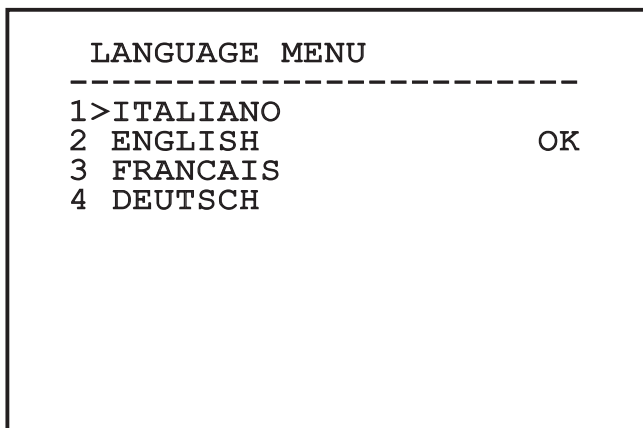 LANGUAGE MENU
------------------------
1>ITALIANO
2 ENGLISH OK
3 FRANCAIS
4 DEUTSCH